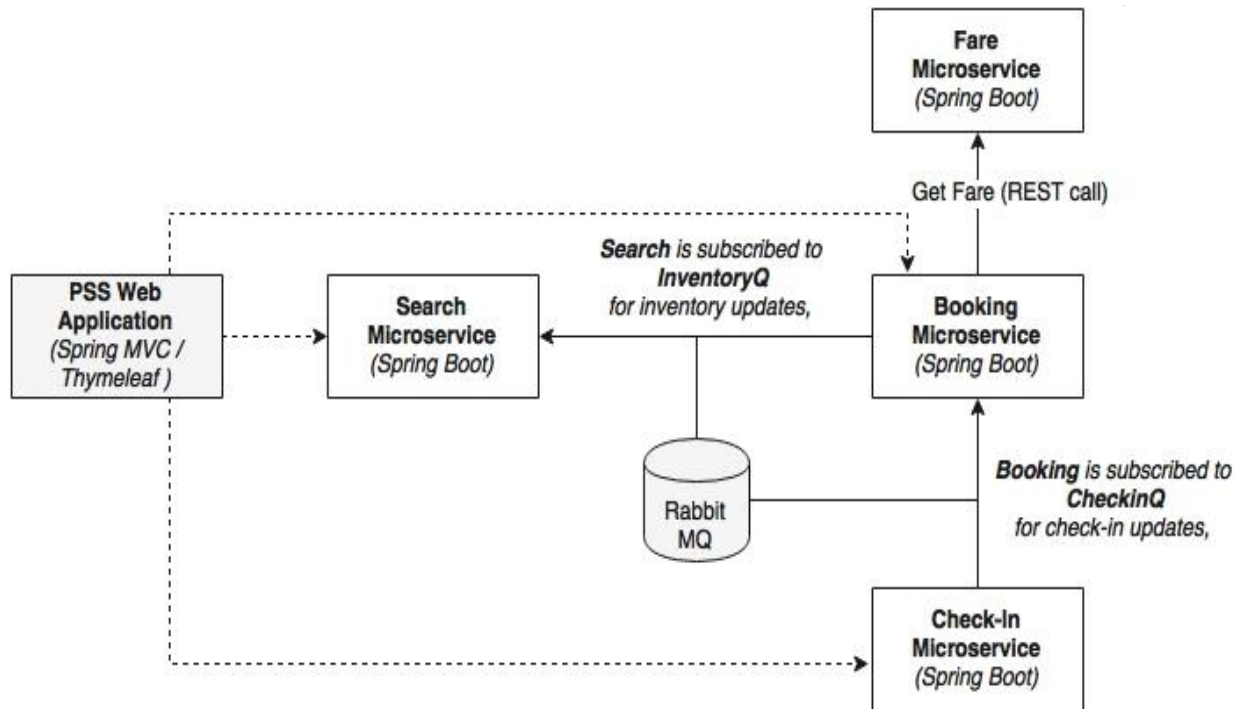 Fare
Microservice
(Spring Boot)
Get Fare (REST call)
Search is subscribed to
InventoryQ
for inventory updates,
PSS Web
Application
(Spring MVC /
Thymeleaf )
Search
Microservice
(Spring Boot)
Booking
Microservice
(Spring Boot)
Rabbit
MQ
Booking is subscribed to
CheckinQ
for check-in updates,
Check-In
Microservice
(Spring Boot)